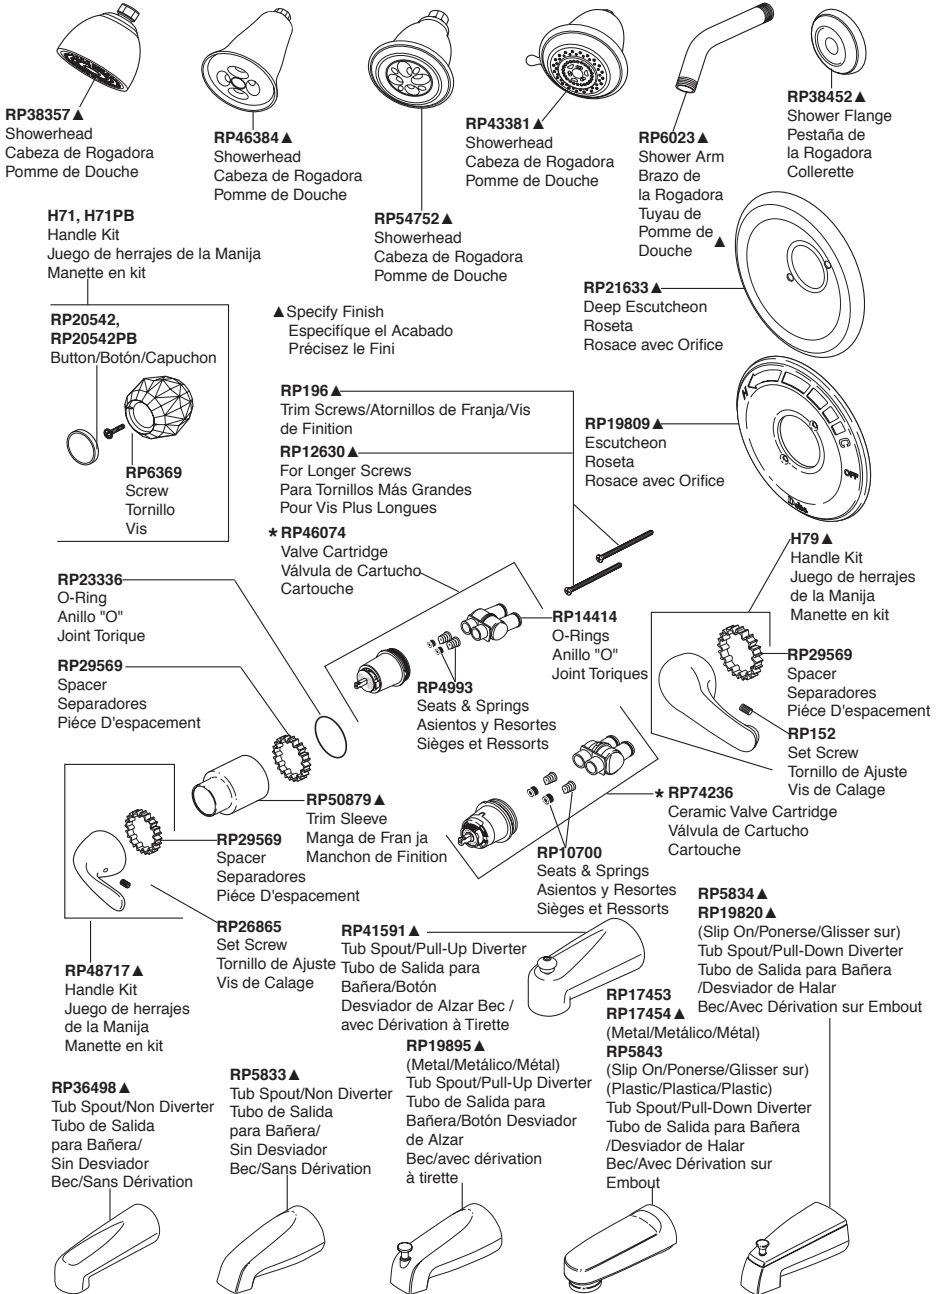 RP38357▲
Showerhead
Cabeza de Rogadora
Pomme de Douche
RP46384▲
Showerhead
Cabeza de Rogadora
Pomme de Douche
RP54752▲
Showerhead
Cabeza de Rogadora
Pomme de Douche
RP43381▲
Showerhead
Cabeza de Rogadora
Pomme de Douche
RP6023▲
Shower Arm
Brazo de
la Rogadora
Tuyau de
Pomme de
Douche ▲
RP38452▲
Shower Flange
Pestaña de
la Rogadora
Collerette
H71, H71PB
Handle Kit
Juego de herrajes de la Manija
Manette en kit
RP20542,
RP20542PB
Button/Botón/Capuchon
RP6369
Screw
Tornillo
Vis
▲Specify Finish
Especifíque el Acabado
Précisez le Fini
RP21633▲
Deep Escutcheon
Roseta
Rosace avec Orifice
RP196▲
Trim Screws/Atornillos de Franja/Vis
de Finition
RP12630▲
For Longer Screws
Para Tornillos Más Grandes
Pour Vis Plus Longues
RP19809▲
Escutcheon
Roseta
Rosace avec Orifice
H
C
OFF
Delta
*RP46074
Valve Cartridge
Válvula de Cartucho
Cartouche
H79▲
Handle Kit
Juego de herrajes
de la Manija
Manette en kit
RP23336
O-Ring
Anillo "O"
Joint Torique
RP14414
O-Rings
Anillo "O"
Joint Toriques
RP29569
Spacer
Separadores
Piéce D'espacement
RP4993
Seats & Springs
Asientos y Resortes
Sièges et Ressorts
RP29569
Spacer
Separadores
Piéce D'espacement
RP152
Set Screw
Tornillo de Ajuste
Vis de Calage
RP50879▲
Trim Sleeve
Manga de Fran ja
Manchon de Finition
*RP74236
Ceramic Valve Cartridge
Válvula de Cartucho
Cartouche
RP29569
Spacer
Separadores
Piéce D'espacement
RP10700
Seats & Springs
Asientos y Resortes
Sièges et Ressorts
RP26865
Set Screw
Tornillo de Ajuste
Vis de Calage
RP48717▲
Handle Kit
Juego de herrajes
de la Manija
Manette en kit
RP41591▲
Tub Spout/Pull-Up Diverter
Tubo de Salida para
Bañera/Botón
Desviador de Alzar Bec /
avec Dérivation à Tirette
RP5834▲
RP19820▲
(Slip On/Ponerse/Glisser sur)
Tub Spout/Pull-Down Diverter
Tubo de Salida para Bañera
/Desviador de Halar
Bec/Avec Dérivation sur Embout
RP36498▲
Tub Spout/Non Diverter
Tubo de Salida
para Bañera/
Sin Desviador
Bec/Sans Dérivation
RP5833▲
Tub Spout/Non Diverter
Tubo de Salida
para Bañera/
Sin Desviador
Bec/Sans Dérivation
RP19895▲
(Metal/Metálico/Métal)
Tub Spout/Pull-Up Diverter
Tubo de Salida para
Bañera/Botón Desviador
de Alzar
Bec/avec dérivation
à tirette
RP17453
RP17454▲
(Metal/Metálico/Métal)
RP5843
(Slip On/Ponerse/Glisser sur)
(Plastic/Plastica/Plastic)
Tub Spout/Pull-Down Diverter
Tubo de Salida para Bañera
/Desviador de Halar
Bec/Avec Dérivation sur
Embout